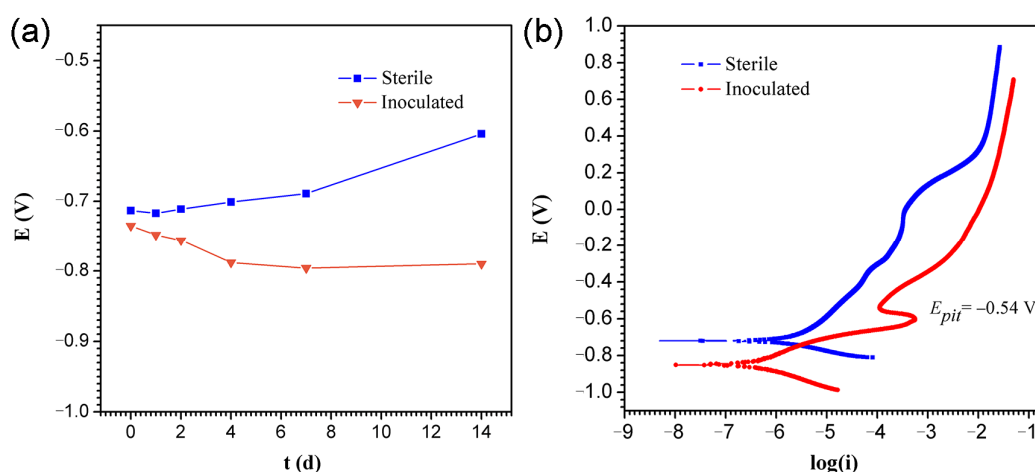 (a)
−0.5
−0.6
−0.7
−0.8
−0.9
−1.0
E (V)
Sterile
Inoculated
0 2 4 6 8 10 12 14
t (d)
(b)
1.0
0.8
0.6
0.4
0.2
0.0
−0.2
−0.4
−0.6
−0.8
−1.0
E (V)
Sterile
Inoculated
Epit= −0.54 V
−9 −8 −7 −6 −5 −4 −3 −2 −1
log(i)